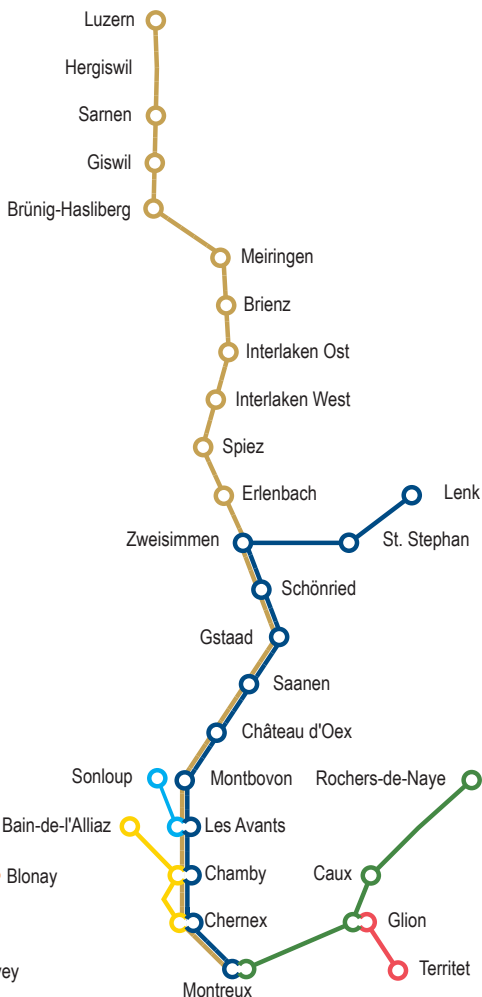 Luzern
Hergiswil
Sarnen
Giswil
Brünig-Hasliberg
Meiringen
Brienz
Interlaken Ost
Interlaken West
Spiez
Erlenbach
Lenk
Zweisimmen
St. Stephan
Schönried
Gstaad
Saanen
Château d'Oex
Sonloup
Montbovon
Rochers-de-Naye
Bain-de-l'Alliaz
Les Avants
Blonay
Chamby
Caux
Chernex
Glion
vey
Territet
Montreux